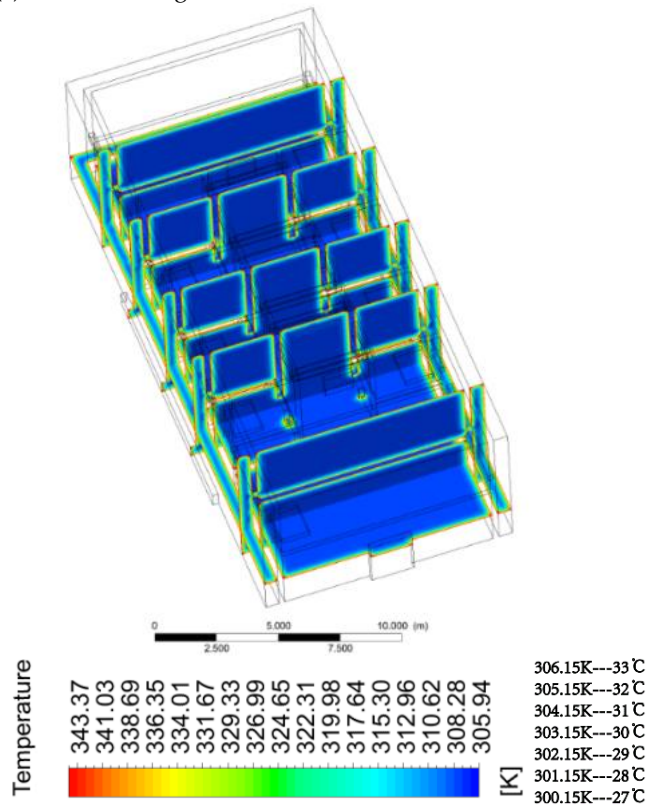 0 5.000 10.000 (m)
2.500 7.500
Temperature
343.37
341.03
338.69
336.35
334.01
331.67
329.33
326.99
324.65
322.31
319.98
317.64
315.30
312.96
310.62
308.28
305.94
[K]
306.15K---33℃
305.15K---32℃
304.15K---31℃
303.15K---30℃
302.15K---29℃
301.15K---28℃
300.15K---27℃